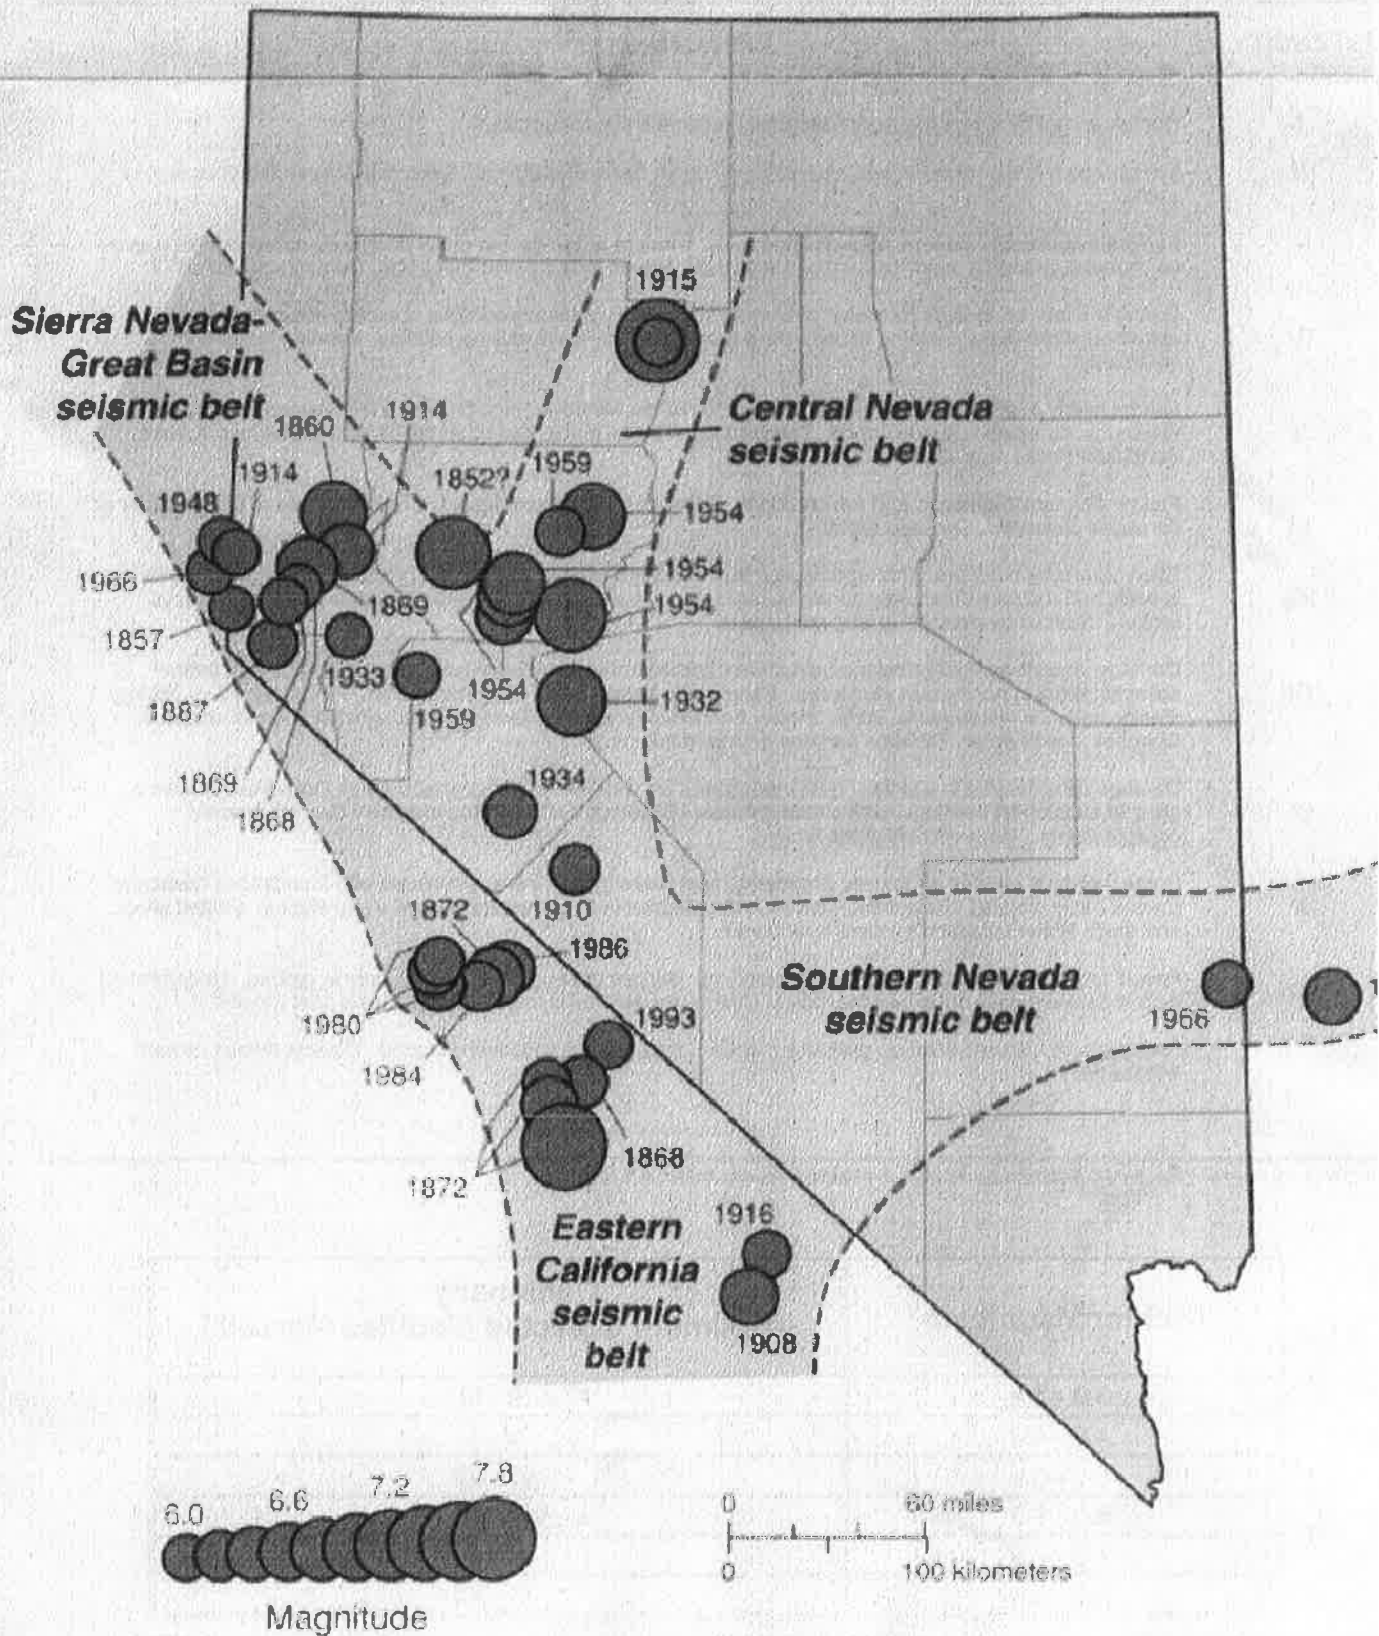 1915
Sierra Nevada-
Great Basin
seismic belt
Central Nevada
seismic belt
1860
1914
1914
1948
1852?
1959
1954
1966
1954
1954
1857
1869
1933
1954
1887
1959
1932
1869
1868
1934
1872
1910
1986
1980
1984
1993
Southern Nevada
seismic belt
1966
1872
1868
Eastern
California
seismic
belt
1916
1908
6.0
6.6
7.2
7.8
Magnitude
0
60 miles
0
100 kilometers